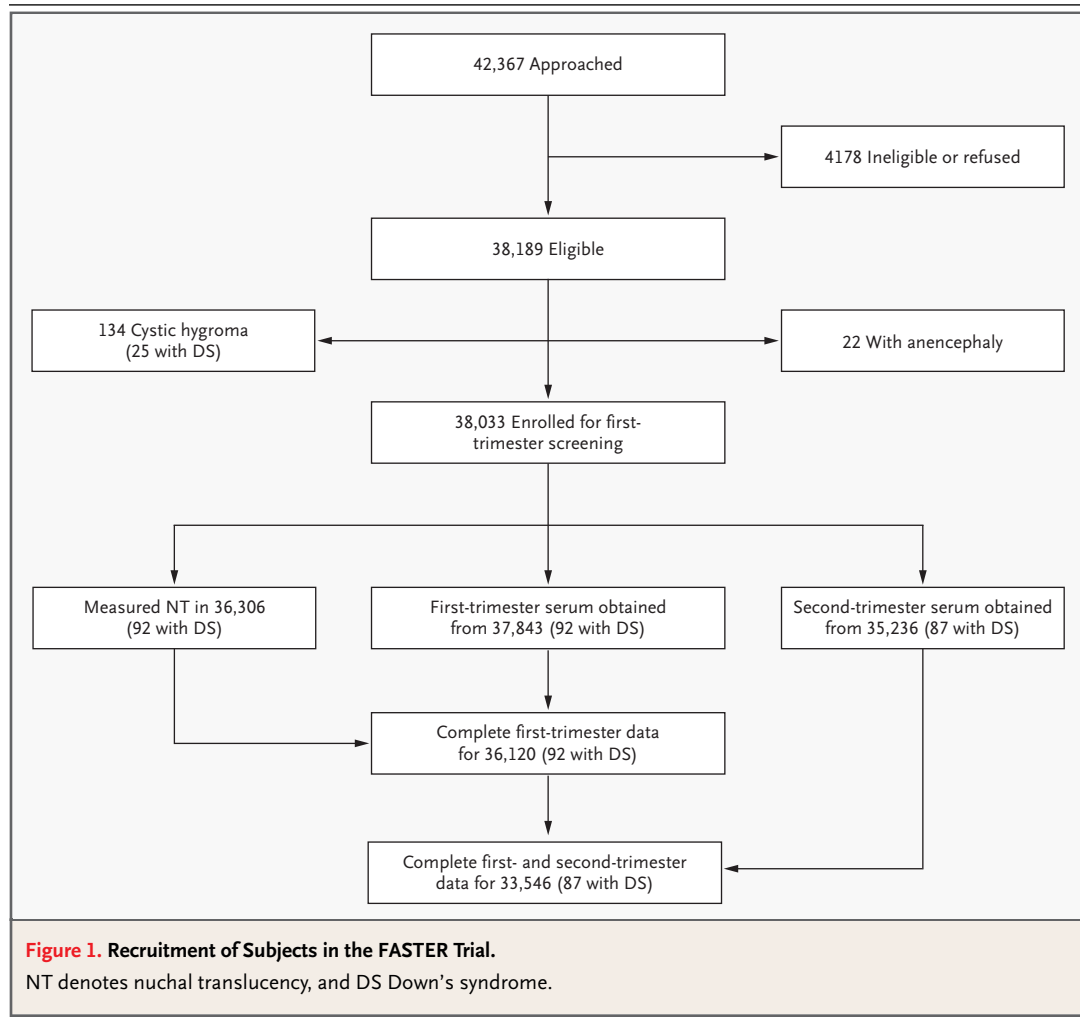 42,367 Approached
4178 Ineligible or refused
38,189 Eligible
134 Cystic hygroma
(25 with DS)
22 With anencephaly
38,033 Enrolled for first-
trimester screening
Measured NT in 36,306
(92 with DS)
First-trimester serum obtained
from 37,843 (92 with DS)
Second-trimester serum obtained
from 35,236 (87 with DS)
Complete first-trimester data
for 36,120 (92 with DS)
Complete first- and second-trimester
data for 33,546 (87 with DS)
Figure 1. Recruitment of Subjects in the FASTER Trial.
NT denotes nuchal translucency, and DS Down's syndrome.